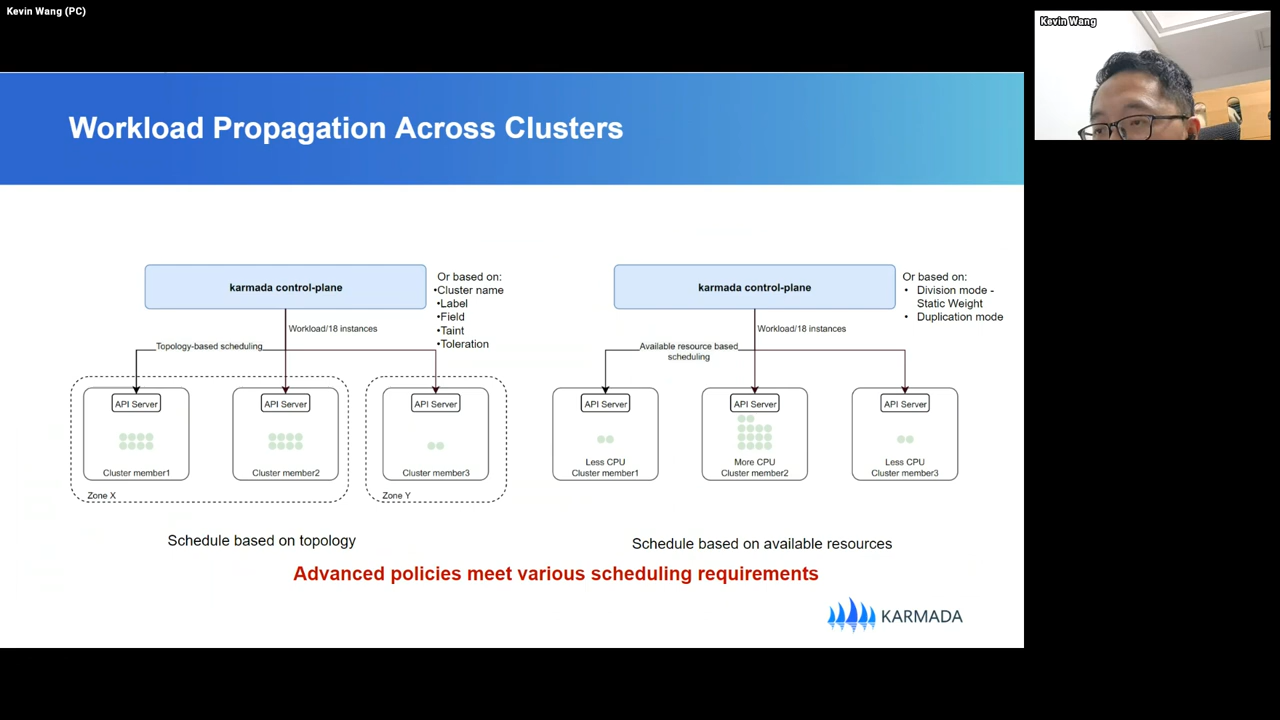 Kevin Wang (PC)
Kevin Wang
Workload Propagation Across Clusters
karmada control-plane
Or based on:
•Cluster name
•Label
•Field
•Taint
•Toleration
Workload/18 instances
Topology-based scheduling
API Server
API Server
API Server
Cluster member1
Cluster member2
Cluster member3
Zone X
Zone Y
Schedule based on topology
karmada control-plane
Or based on:
• Division mode -
Static Weight
• Duplication mode
Workload/18 instances
Available resource based
scheduling
API Server
API Server
API Server
Less CPU
Cluster member1
More CPU
Cluster member2
Less CPU
Cluster member3
Schedule based on available resources
Advanced policies meet various scheduling requirements
KARMADA